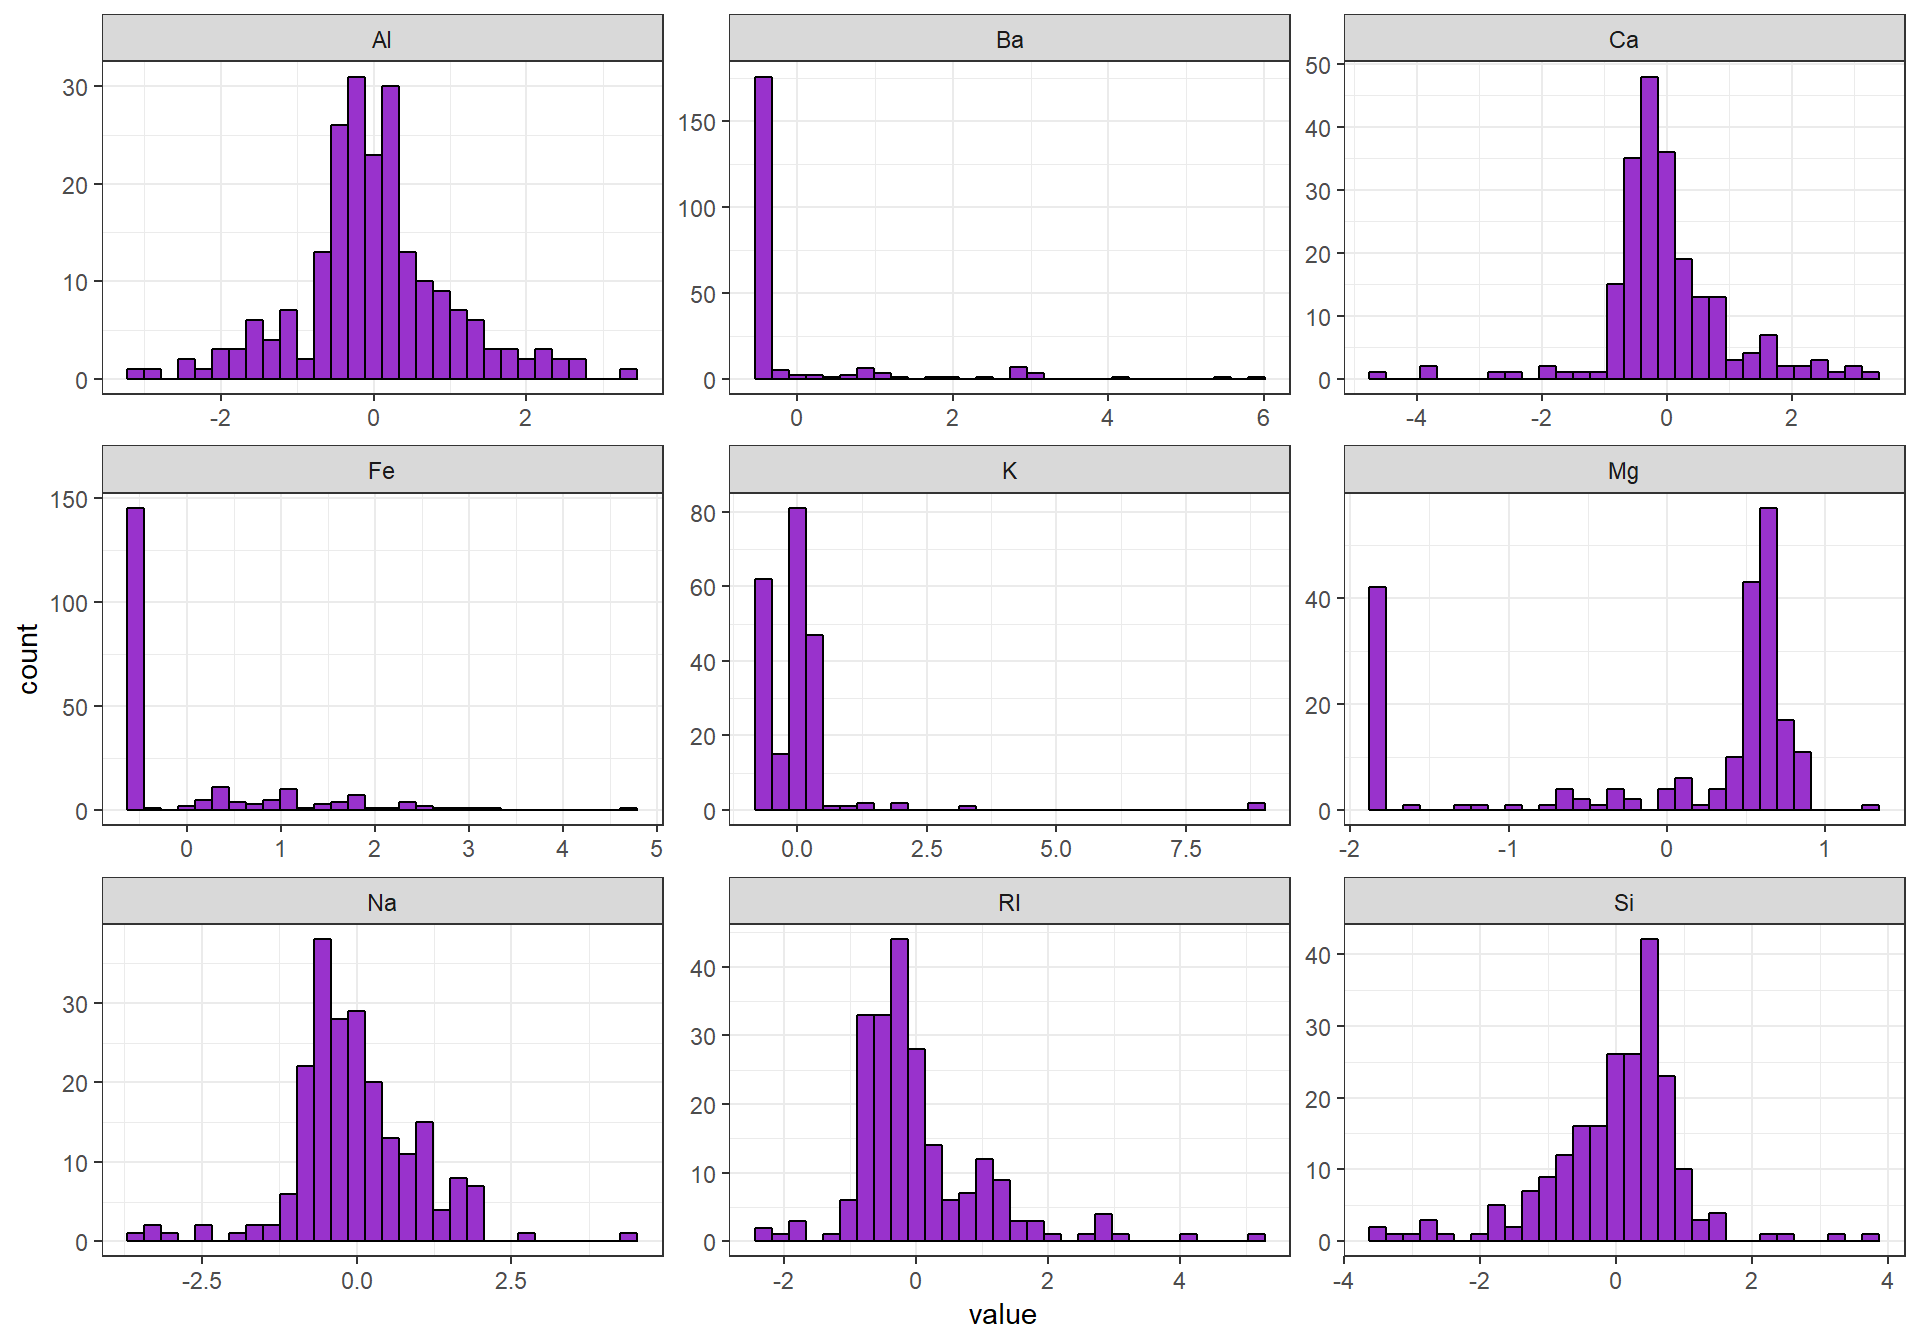 Al Ba Ca
50
30
40
150
20 30
100
20
10 50
10
0 0 0
-2 0 2 0 2 4 6 -4 -2 0 2
Fe K Mg
150 80
60 40
100
40
50 20
20
0 0 0
0 1 2 3 4 5 0.0 2.5 5.0 7.5 -2 -1 0 1
Na RI Si
40 40
30 30 30
20 20 20
10 10 10
0 0 0
-2.5 0.0 2.5 -2 0 2 4 -4 -2 0 2 4
count
value